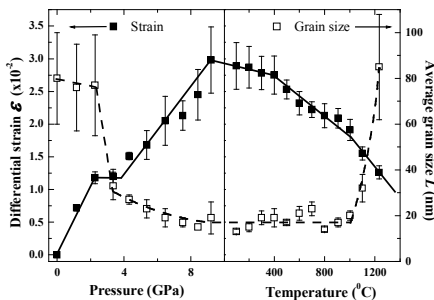 Strain
Grain size
Differential strain ε (x10-2)
3.5
3.0
2.5
2.0
1.5
1.0
0.5
0.0
0 4 8
400 800 1200
Pressure (GPa)
Temperature (0C)
100
80
60
40
20
0
Average grain size L (nm)